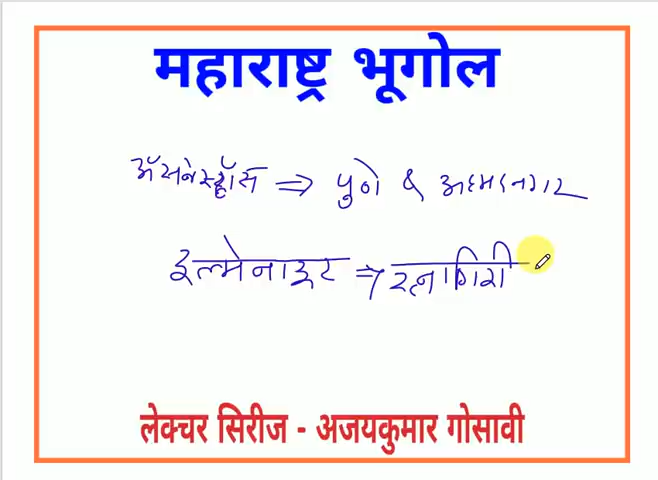 महाराष्ट्र भूगोल
ॲसबेस्टॉस ⇒ पुणे & अहमदनगर
इल्मेनाइट ⇒ रत्नागिरी
लेक्चर सिरीज - अजयकुमार गोसावी